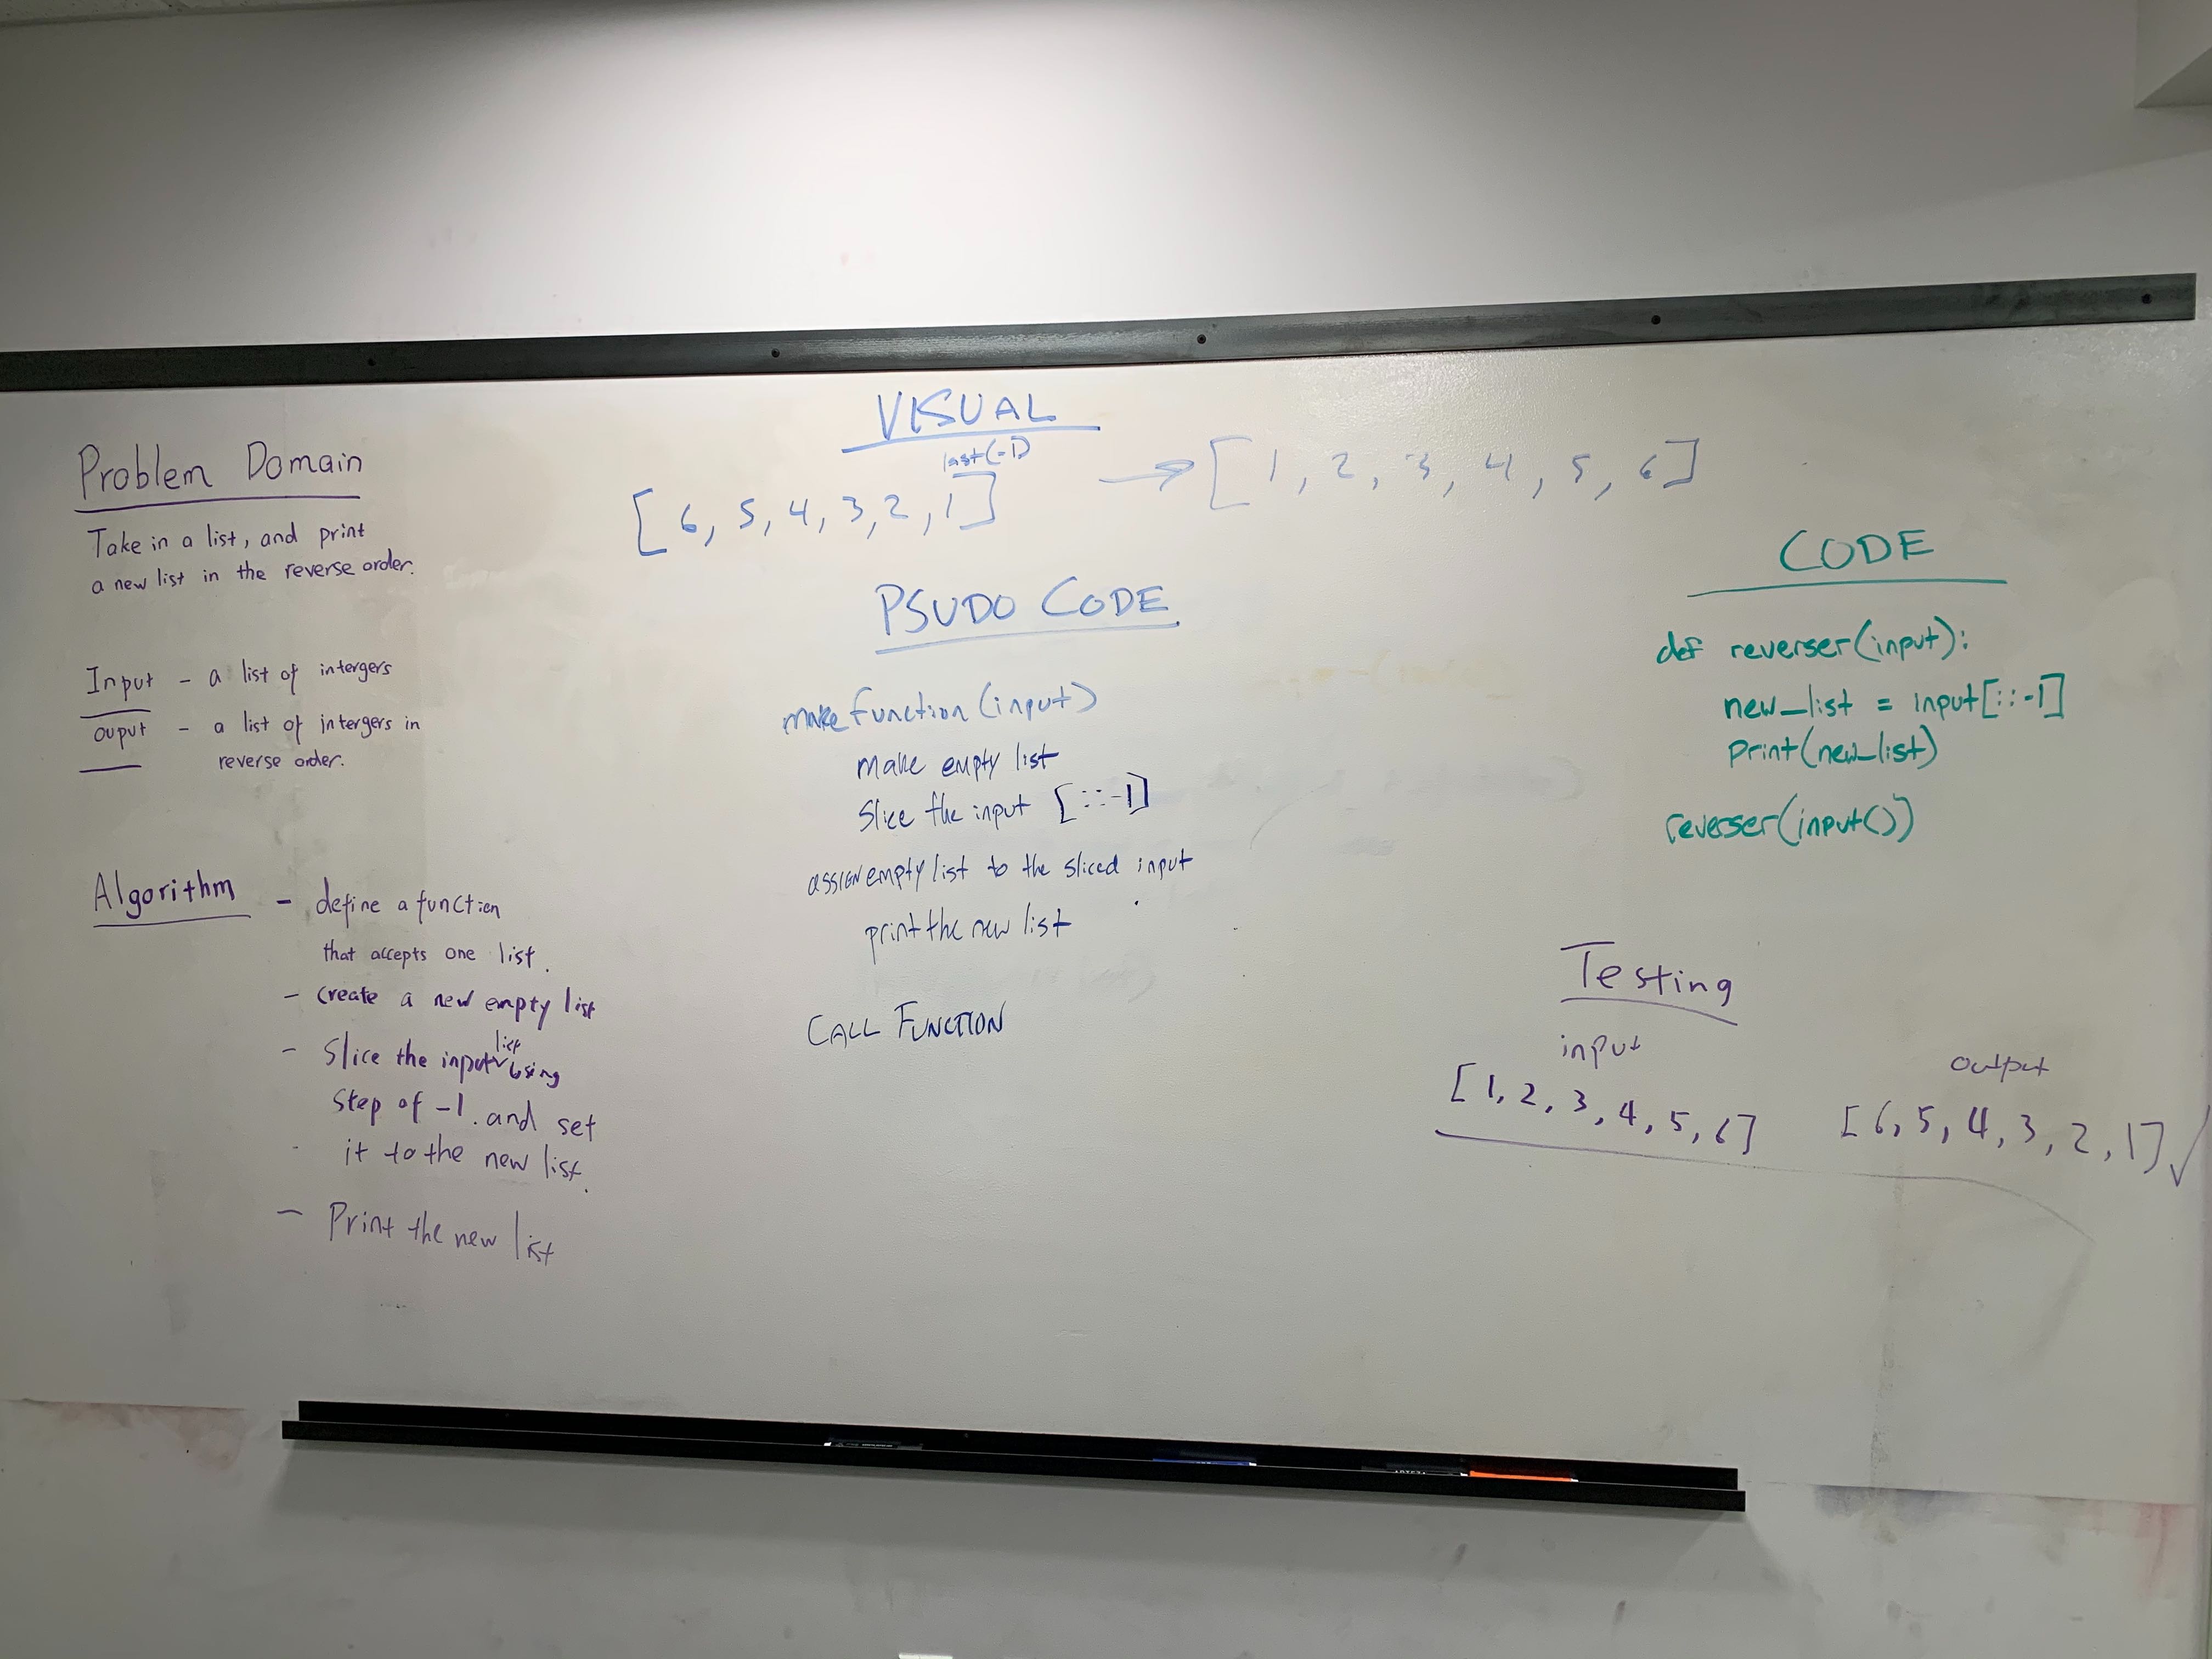 Problem Domain
Take in a list, and print
a new list in the reverse order.
Input - a list of intergers
ouput - a list of intergers in
reverse order.
Algorithm - define a function
that accepts one list.
- Create a new empty list
- Slice the input list using
step of -1. and set
it to the new list.
- Print the new list
VISUAL
last(-1)
[6, 5, 4, 3, 2, 1] → [1, 2, 3, 4, 5, 6]
PSUDO CODE
make function (input)
make empty list
Slice the input [::-1]
assign empty list to the sliced input
print the new list
CALL FUNCTION
CODE
def reverser(input):
new_list = input[::-1]
print(new_list)
reverser(input())
Testing
input
[1, 2, 3, 4, 5, 6]
output
[6, 5, 4, 3, 2, 1] ✓